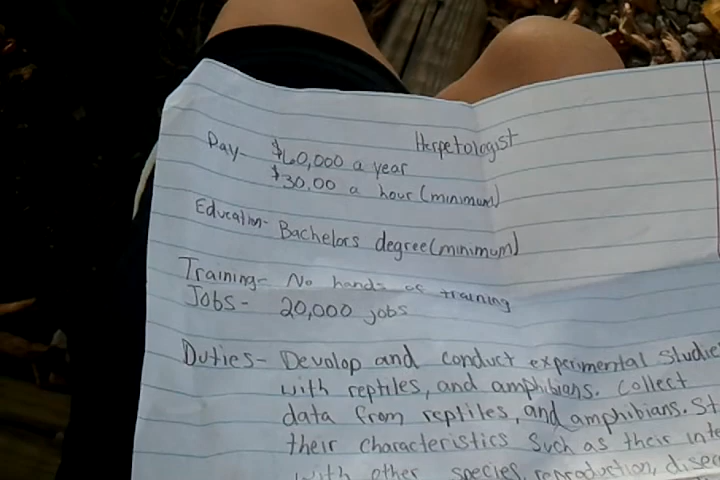 Herpetologist
Pay- $60,000 a year
$30.00 a hour (minimum)
Education- Bachelors degree (minimum)
Training- No hands of training
Jobs- 20,000 jobs
Duties- Devolop and conduct experimental studie
with reptiles, and amphibians. Collect
data from reptiles, and amphibians. St
their characteristics such as their inte
with other species, reproduction, disea